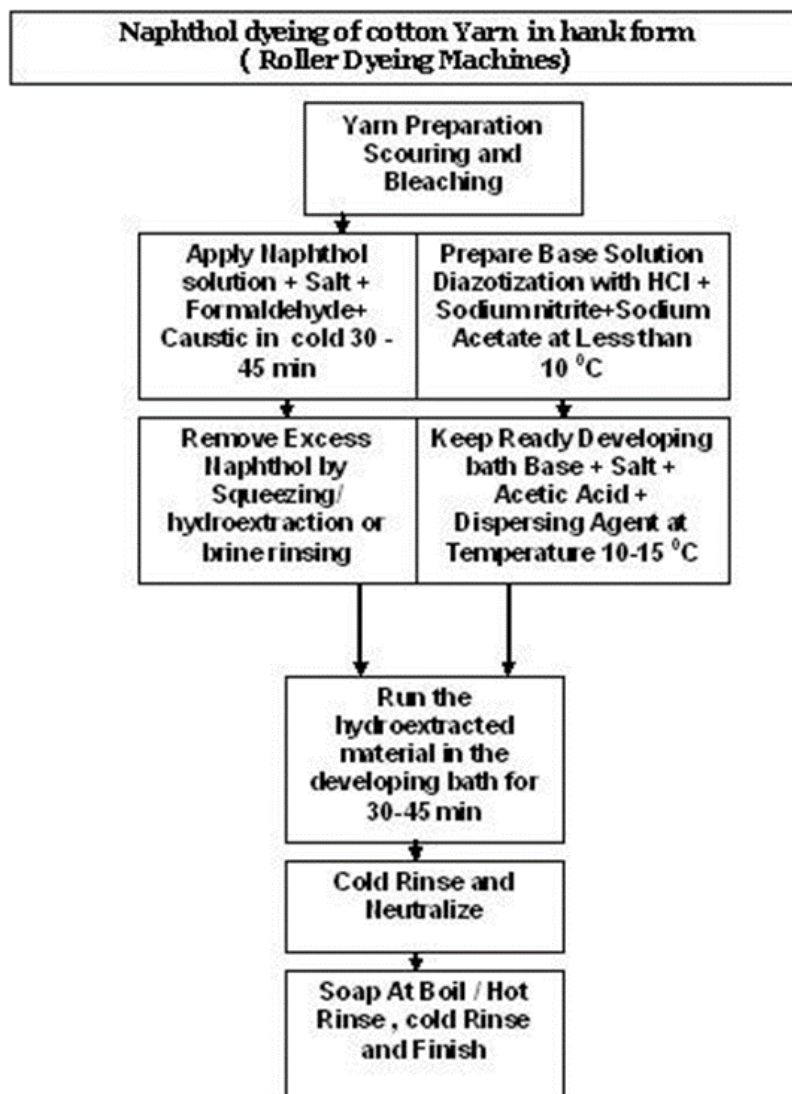 Naphthol dyeing of cotton Yarn in hank form
( Roller Dyeing Machines)
Yarn Preparation
Scouring and
Bleaching
Apply Naphthol
solution + Salt +
Formaldehyde+
Caustic in cold 30 -
45 min
Prepare Base Solution
Diazotization with HCl +
Sodiumnitrite+Sodium
Acetate at Less than
10 ⁰C
Remove Excess
Naphthol by
Squeezing/
hydroextraction or
brine rinsing
Keep Ready Developing
bath Base + Salt +
Acetic Acid +
Dispersing Agent at
Temperature 10-15 ⁰C
Run the
hydroextracted
material in the
developing bath for
30-45 min
Cold Rinse and
Neutralize
Soap At Boil / Hot
Rinse , cold Rinse
and Finish